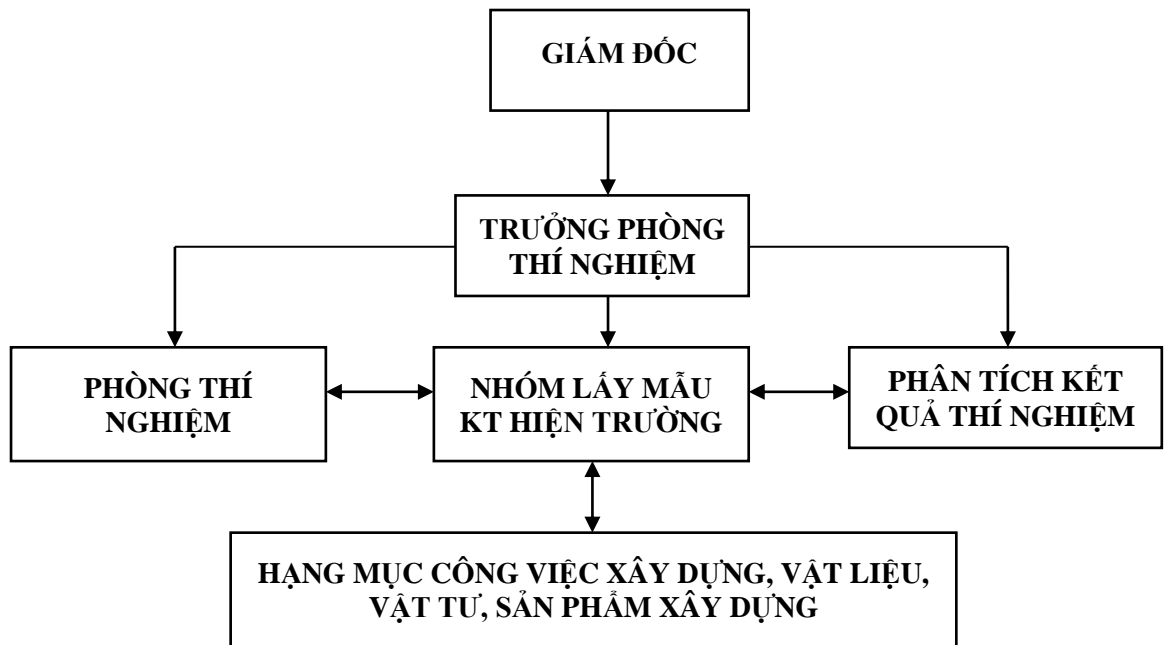 GIÁM ĐỐC
TRƯỞNG PHÒNG
THÍ NGHIỆM
PHÒNG THÍ
NGHIỆM
NHÓM LẤY MẪU
KT HIỆN TRƯỜNG
PHÂN TÍCH KẾT
QUẢ THÍ NGHIỆM
HẠNG MỤC CÔNG VIỆC XÂY DỰNG, VẬT LIỆU,
VẬT TƯ, SẢN PHẨM XÂY DỰNG